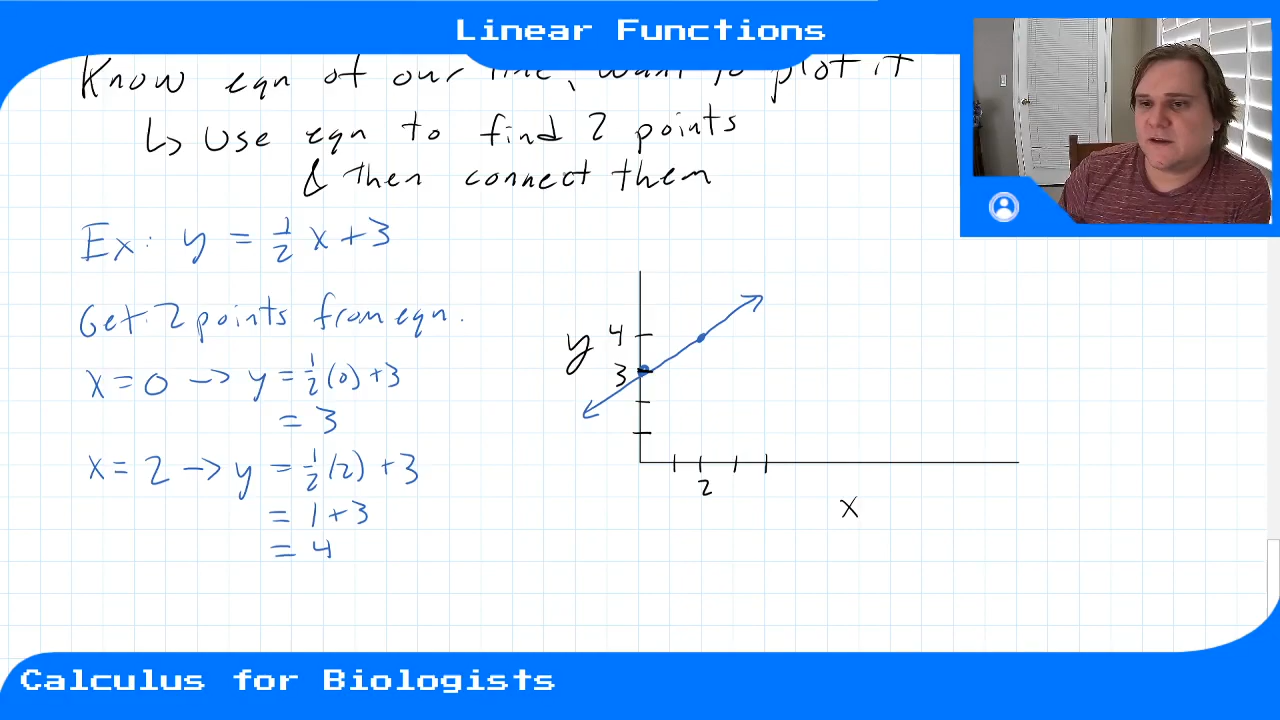 Linear Functions
Know eqn of our line, want to plot it
↳ Use eqn to find 2 points
& then connect them
Ex: y = 1/2 x + 3
Get 2 points from eqn.
x = 0 → y = 1/2 (0) + 3
= 3
x = 2 → y = 1/2 (2) + 3
= 1 + 3
= 4
y 4
3
2
x
Calculus for Biologists